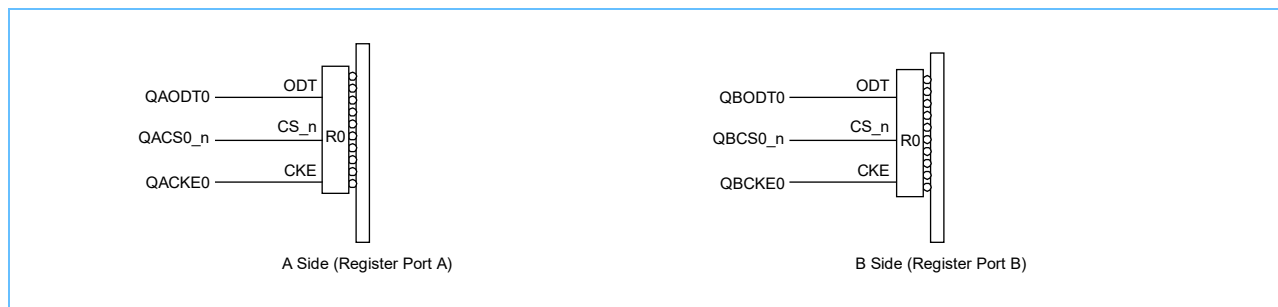 QAODT0 ODT
QACS0_n CS_n R0
QACKE0 CKE
A Side (Register Port A)
QBODT0 ODT
QBCS0_n CS_n R0
QBCKE0 CKE
B Side (Register Port B)